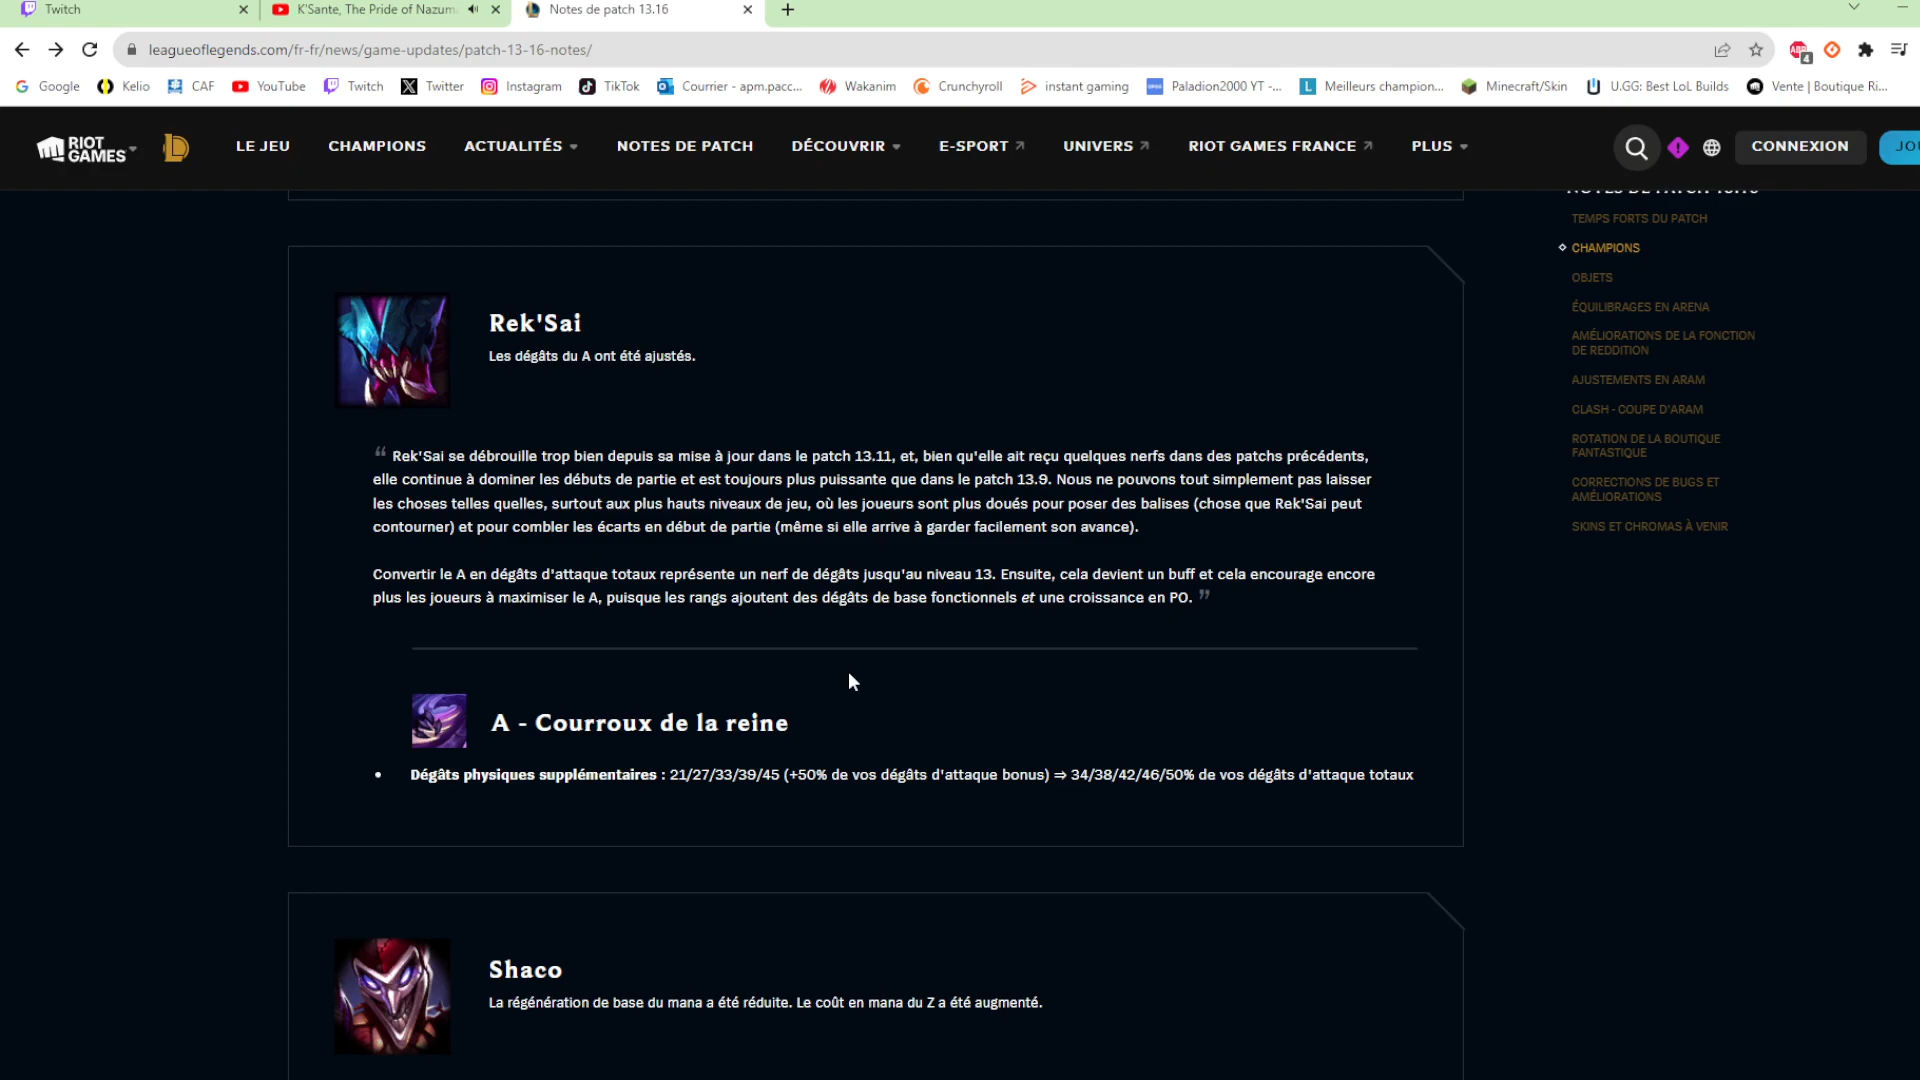 Twitch
K'Sante, The Pride of Nazum
Notes de patch 13.16
leagueoflegends.com/fr-fr/news/game-updates/patch-13-16-notes/
4
Google Kelio CAF YouTube Twitch Twitter Instagram TikTok Courrier - apm.pacc... Wakanim Crunchyroll instant gaming Paladion2000 YT -... Meilleurs champion... Minecraft/Skin U.GG: Best LoL Builds Vente | Boutique Ri...
RIOT GAMES LE JEU CHAMPIONS ACTUALITÉS NOTES DE PATCH DÉCOUVRIR E-SPORT UNIVERS RIOT GAMES FRANCE PLUS CONNEXION JOU
NOTES DE PATCH 13.16
TEMPS FORTS DU PATCH
CHAMPIONS
OBJETS
ÉQUILIBRAGES EN ARENA
AMÉLIORATIONS DE LA FONCTION
DE REDDITION
AJUSTEMENTS EN ARAM
CLASH - COUPE D'ARAM
ROTATION DE LA BOUTIQUE
FANTASTIQUE
CORRECTIONS DE BUGS ET
AMÉLIORATIONS
SKINS ET CHROMAS À VENIR
Rek'Sai
Les dégâts du A ont été ajustés.
“ Rek'Sai se débrouille trop bien depuis sa mise à jour dans le patch 13.11, et, bien qu'elle ait reçu quelques nerfs dans des patchs précédents,
elle continue à dominer les débuts de partie et est toujours plus puissante que dans le patch 13.9. Nous ne pouvons tout simplement pas laisser
les choses telles quelles, surtout aux plus hauts niveaux de jeu, où les joueurs sont plus doués pour poser des balises (chose que Rek'Sai peut
contourner) et pour combler les écarts en début de partie (même si elle arrive à garder facilement son avance).
Convertir le A en dégâts d'attaque totaux représente un nerf de dégâts jusqu'au niveau 13. Ensuite, cela devient un buff et cela encourage encore
plus les joueurs à maximiser le A, puisque les rangs ajoutent des dégâts de base fonctionnels et une croissance en PO. ”
A - Courroux de la reine
• Dégâts physiques supplémentaires : 21/27/33/39/45 (+50% de vos dégâts d'attaque bonus) ⇒ 34/38/42/46/50% de vos dégâts d'attaque totaux
Shaco
La régénération de base du mana a été réduite. Le coût en mana du Z a été augmenté.